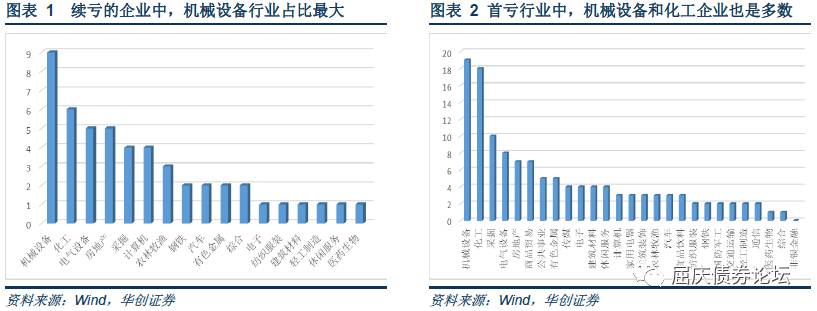 图表 1 续亏的企业中，机械设备行业占比最大
9
8
7
6
5
4
3
2
1
0
机械设备
化工
电气设备
房地产
采掘
计算机
农林牧渔
钢铁
汽车
有色金属
综合
电子
纺织服装
建筑材料
轻工制造
休闲服务
医药生物
资料来源：Wind，华创证券
图表 2 首亏行业中，机械设备和化工企业也是多数
20
18
16
14
12
10
8
6
4
2
0
机械设备
化工
采掘
电气设备
房地产
商品贸易
公共事业
有色金属
传媒
电子
建筑材料
休闲服务
计算机
家用电器
建筑装饰
农林牧渔
汽车
食品饮料
纺织服装
钢铁
国防军工
交通运输
轻工制造
通信
医药生物
综合
非银金融
屈庆债券论坛
资料来源：Wind，华创证券